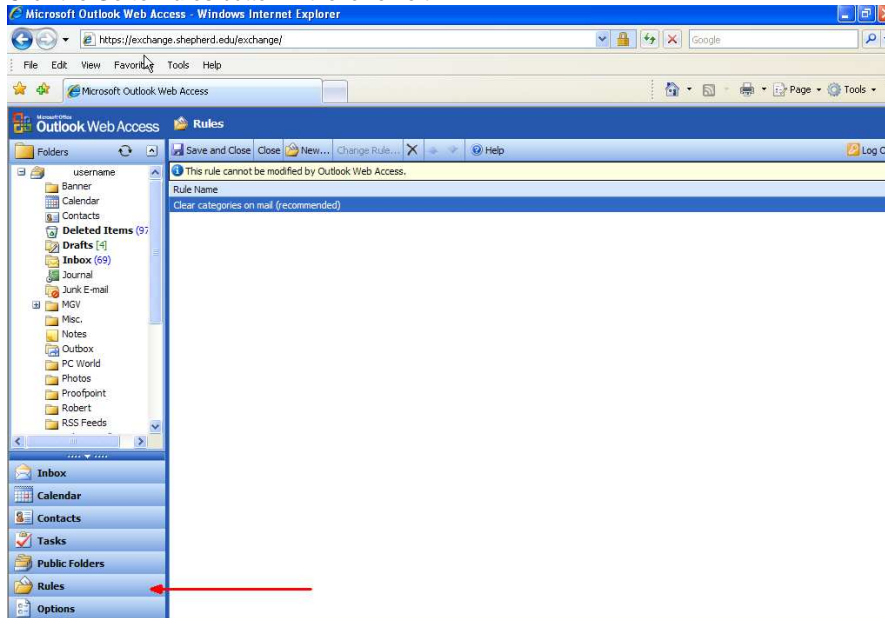 Microsoft Outlook Web Access - Windows Internet Explorer
https://exchange.shepherd.edu/exchange/
Google
File Edit View Favorites Tools Help
Microsoft Outlook Web Access
Page Tools
Microsoft Office
Outlook Web Access
Rules
Folders
Save and Close Close New... Change Rule... Help
Log O
username
This rule cannot be modified by Outlook Web Access.
Banner
Rule Name
Calendar
Clear categories on mail (recommended)
Contacts
Deleted Items (97
Drafts [4]
Inbox (69)
Journal
Junk E-mail
MGV
Misc.
Notes
Outbox
PC World
Photos
Proofpoint
Robert
RSS Feeds
Inbox
Calendar
Contacts
Tasks
Public Folders
Rules
Options